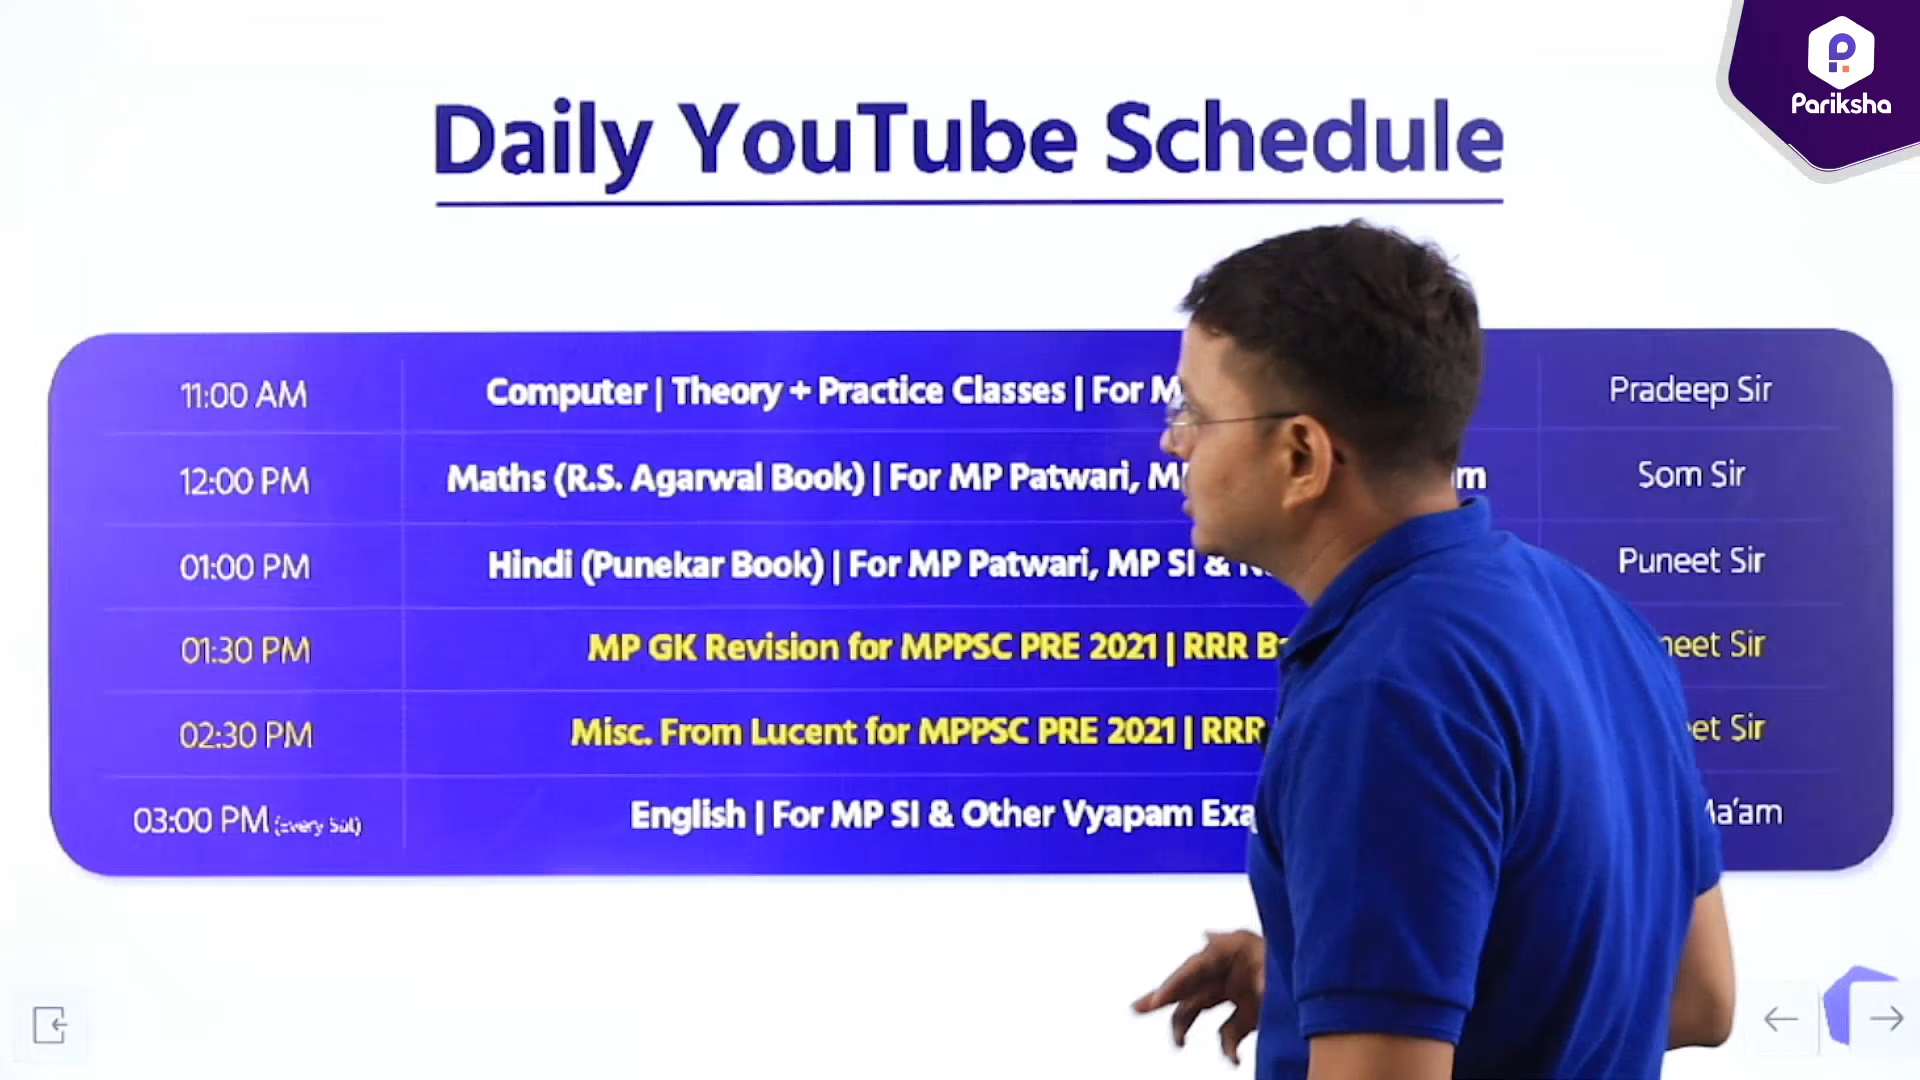 Pariksha
Daily YouTube Schedule
11:00 AM Computer | Theory + Practice Classes | For Pradeep Sir
12:00 PM Maths (R.S. Agarwal Book) | For MP Patwari, Som Sir
01:00 PM Hindi (Punekar Book) | For MP Patwari, MP SI & Puneet Sir
01:30 PM MP GK Revision for MPPSC PRE 2021 | RRR Sir
02:30 PM Misc. From Lucent for MPPSC PRE 2021 | RRR Sir
03:00 PM (Every Sat) English | For MP SI & Other Vyapam Ma'am